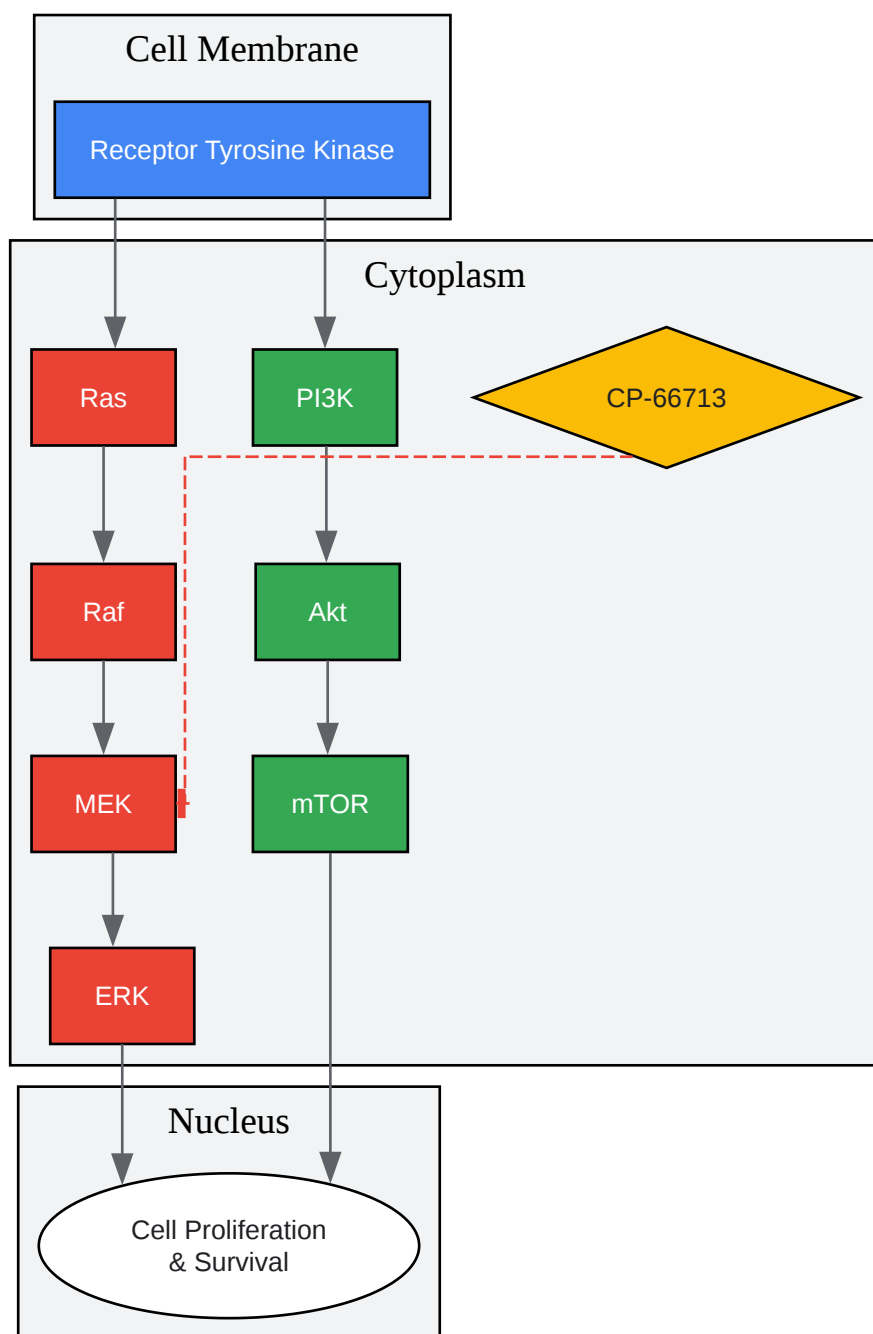 Cell Membrane
Receptor Tyrosine Kinase
Cytoplasm
Ras
PI3K
CP-66713
Raf
Akt
MEK
mTOR
ERK
Nucleus
Cell Proliferation
& Survival